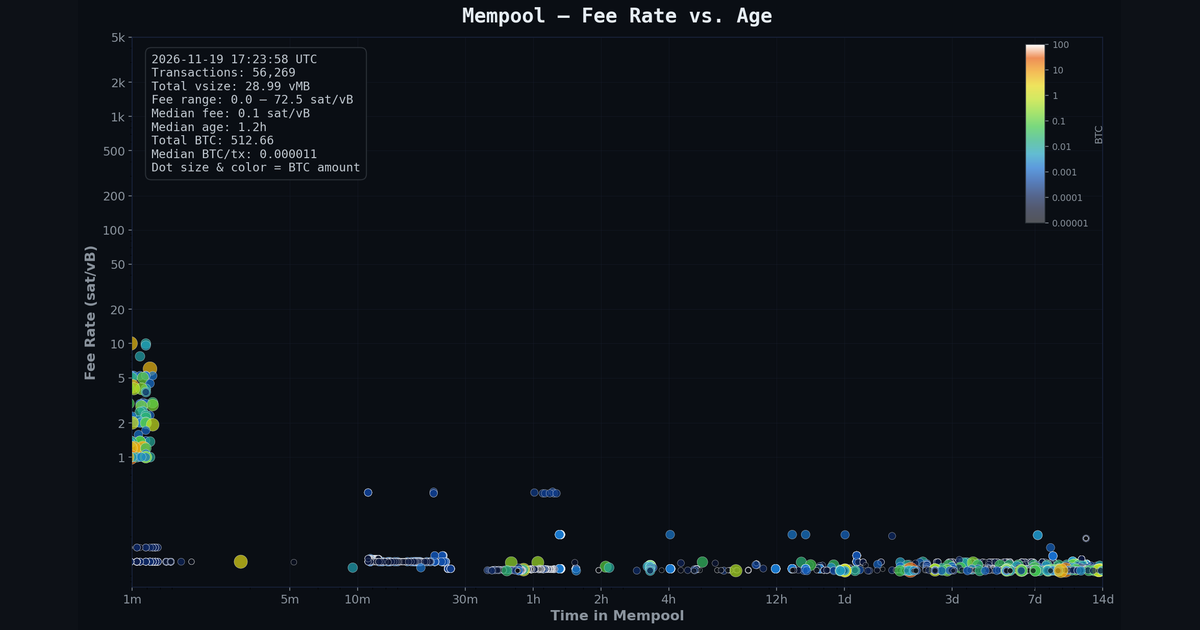 Mempool — Fee Rate vs. Age
2026-11-19 17:23:58 UTC
Transactions: 56,269
Total vsize: 28.99 vMB
Fee range: 0.0 – 72.5 sat/vB
Median fee: 0.1 sat/vB
Median age: 1.2h
Total BTC: 512.66
Median BTC/tx: 0.000011
Dot size & color = BTC amount
100
10
1
0.1
0.01
0.001
0.0001
0.00001
BTC
5k
2k
1k
500
200
100
50
20
10
5
2
1
Fee Rate (sat/vB)
1m 5m 10m 30m 1h 2h 4h 12h 1d 3d 7d 14d
Time in Mempool